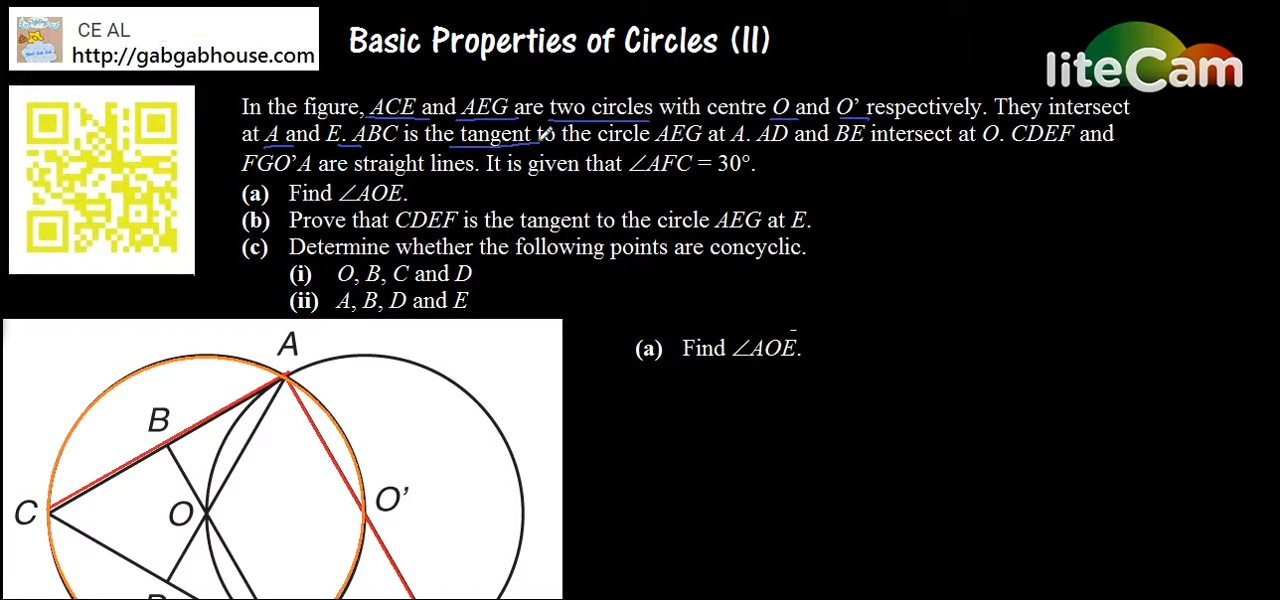 CE AL
http://gabgabhouse.com
Basic Properties of Circles (II)
liteCam
In the figure, ACE and AEG are two circles with centre O and O’ respectively. They intersect
at A and E. ABC is the tangent to the circle AEG at A. AD and BE intersect at O. CDEF and
FGO’A are straight lines. It is given that ∠AFC = 30°.
(a) Find ∠AOE.
(b) Prove that CDEF is the tangent to the circle AEG at E.
(c) Determine whether the following points are concyclic.
(i) O, B, C and D
(ii) A, B, D and E
(a) Find ∠AOE.
A
B
O’
C
O